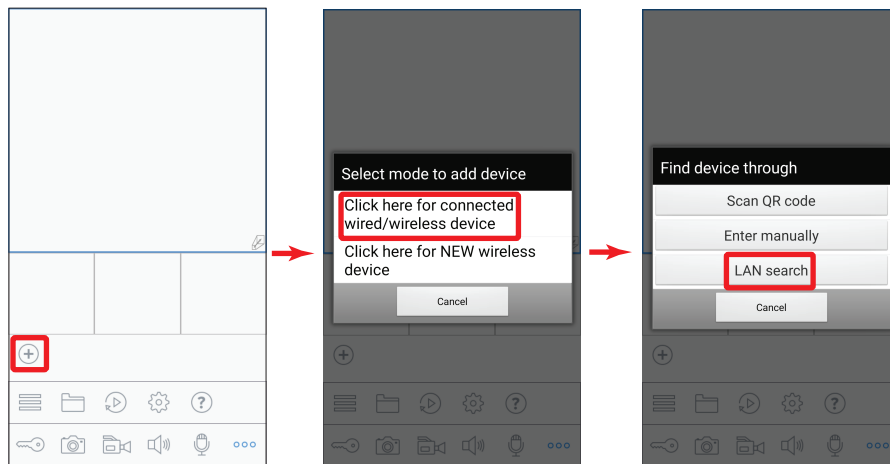 Select mode to add device
Click here for connected
wired/wireless device
Click here for NEW wireless
device
Cancel
Find device through
Scan QR code
Enter manually
LAN search
Cancel